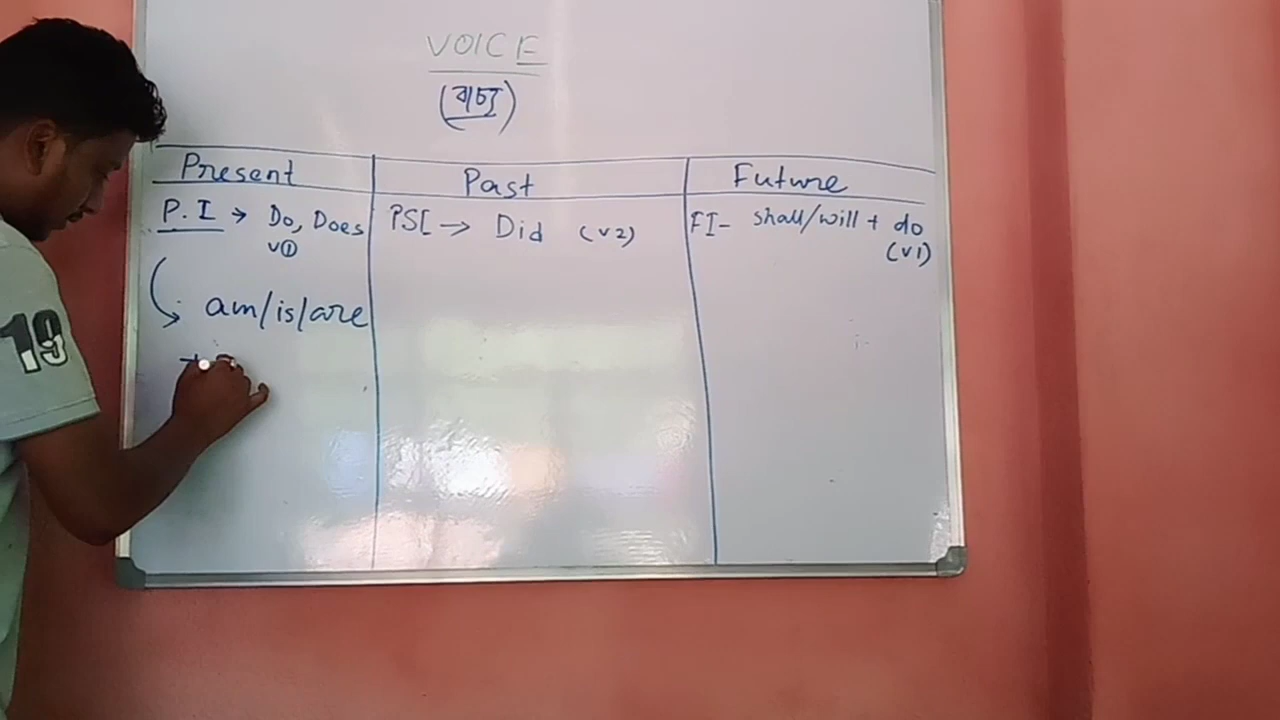 VOICE
(বাচ্য)
Present Past Future
P.I → Do, Does PSI → Did (v2) FI- shall/will + do
v① (v1)
am/is/are
+
19